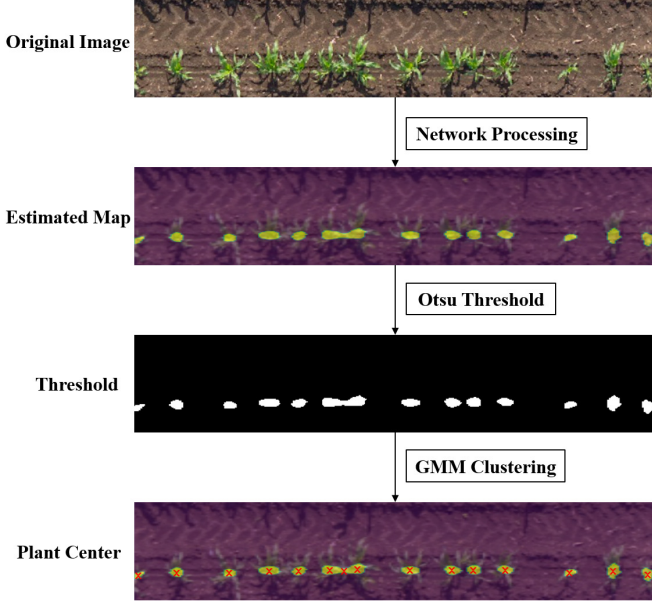 Original Image
Network Processing
Estimated Map
Otsu Threshold
Threshold
GMM Clustering
Plant Center